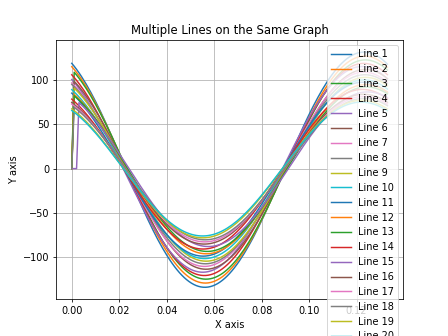 Multiple Lines on the Same Graph
Y axis
100
50
0
−50
−100
0.00
0.02
0.04
0.06
0.08
0.10
X axis
Line 1
Line 2
Line 3
Line 4
Line 5
Line 6
Line 7
Line 8
Line 9
Line 10
Line 11
Line 12
Line 13
Line 14
Line 15
Line 16
Line 17
Line 18
Line 19
Line 20